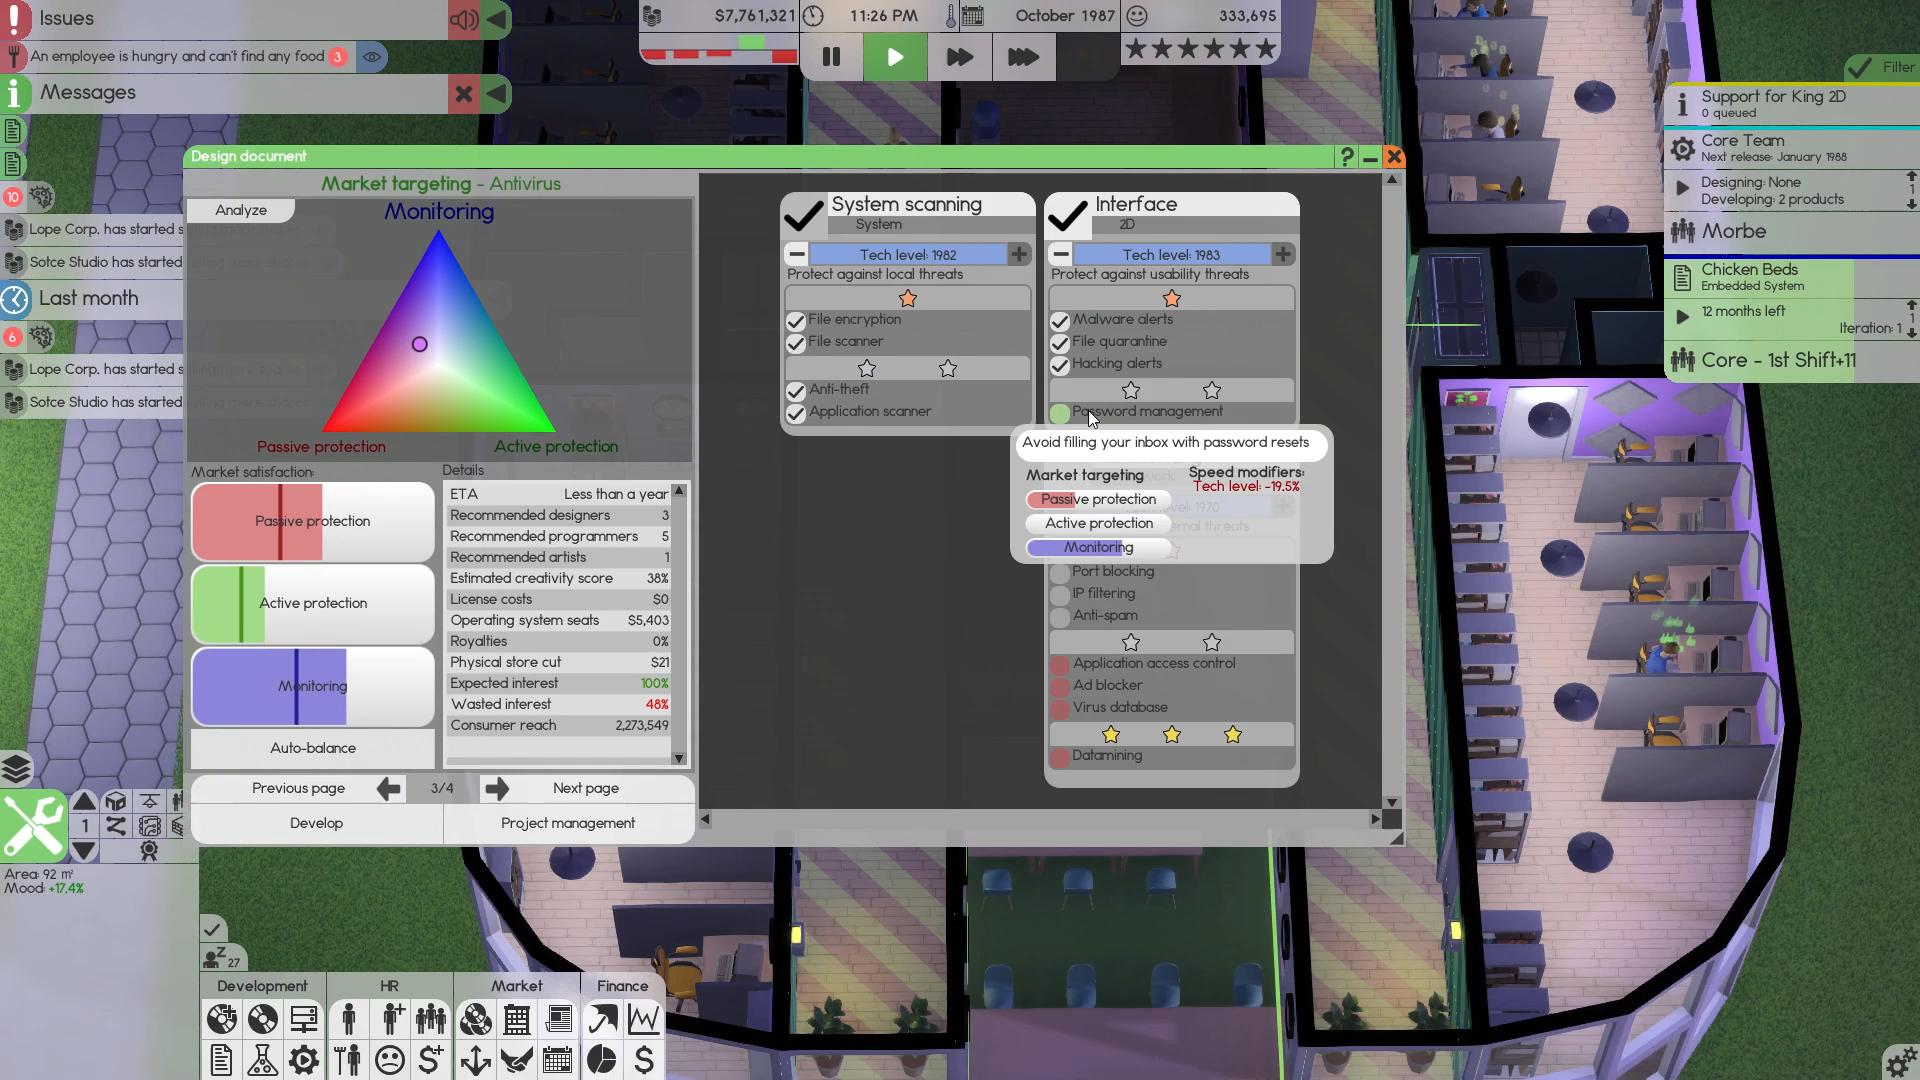 Issues
An employee is hungry and can't find any food 3
Messages
10
Lope Corp. has started
Sotce Studio has started
Last month
6
Lope Corp. has started
Sotce Studio has started
$7,761,321
11:26 PM
October 1987
333,695
Filter
Support for King 2D
0 queued
Core Team
Next release: January 1988
Designing: None
Developing: 2 products
1
Morbe
Chicken Beds
Embedded System
12 months left
1
Iteration: 1
Core - 1st Shift+11
Design document
?
Market targeting - Antivirus
Analyze
Monitoring
Passive protection
Active protection
Market satisfaction:
Passive protection
Active protection
Monitoring
Auto-balance
Details
ETA Less than a year
Recommended designers 3
Recommended programmers 5
Recommended artists 1
Estimated creativity score 38%
License costs $0
Operating system seats $5,403
Royalties 0%
Physical store cut $21
Expected interest 100%
Wasted interest 48%
Consumer reach 2,273,549
Previous page 3/4 Next page
Develop
Project management
System scanning
System
Tech level: 1982
Protect against local threats
File encryption
File scanner
Anti-theft
Application scanner
Interface
2D
Tech level: 1983
Protect against usability threats
Malware alerts
File quarantine
Hacking alerts
Password management
Avoid filling your inbox with password resets
Market targeting
Speed modifiers:
Tech level: -19.5%
Passive protection
Active protection
Monitoring
level: 1970
ernal threats
Port blocking
IP filtering
Anti-spam
Application access control
Ad blocker
Virus database
Datamining
1
Area: 92 m²
Mood: +17.4%
27
Development
HR
Market
Finance